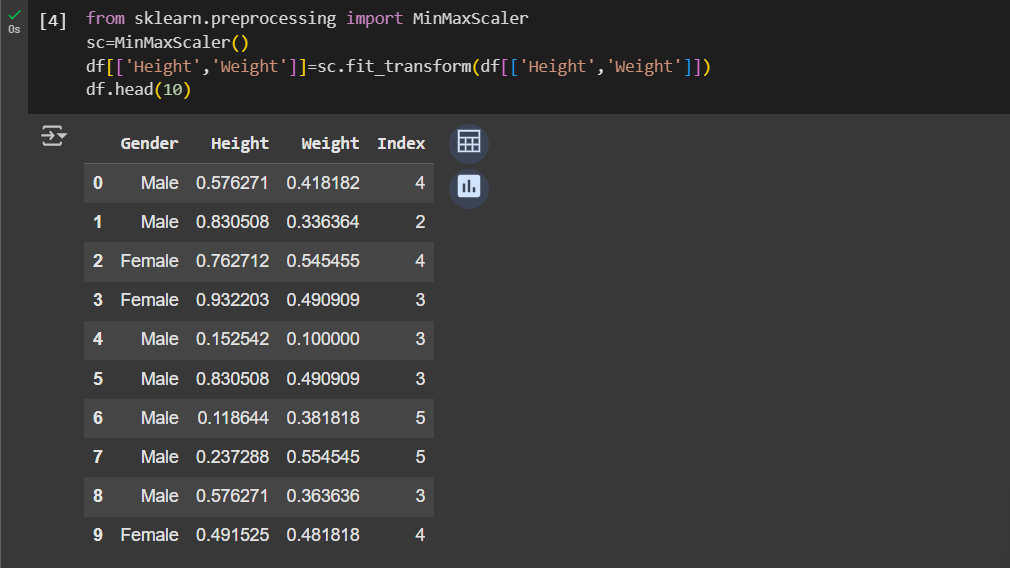 0s
[4] from sklearn.preprocessing import MinMaxScaler
sc=MinMaxScaler()
df[['Height','Weight']]=sc.fit_transform(df[['Height','Weight']])
df.head(10)
Gender Height Weight Index
0 Male 0.576271 0.418182 4
1 Male 0.830508 0.336364 2
2 Female 0.762712 0.545455 4
3 Female 0.932203 0.490909 3
4 Male 0.152542 0.100000 3
5 Male 0.830508 0.490909 3
6 Male 0.118644 0.381818 5
7 Male 0.237288 0.554545 5
8 Male 0.576271 0.363636 3
9 Female 0.491525 0.481818 4